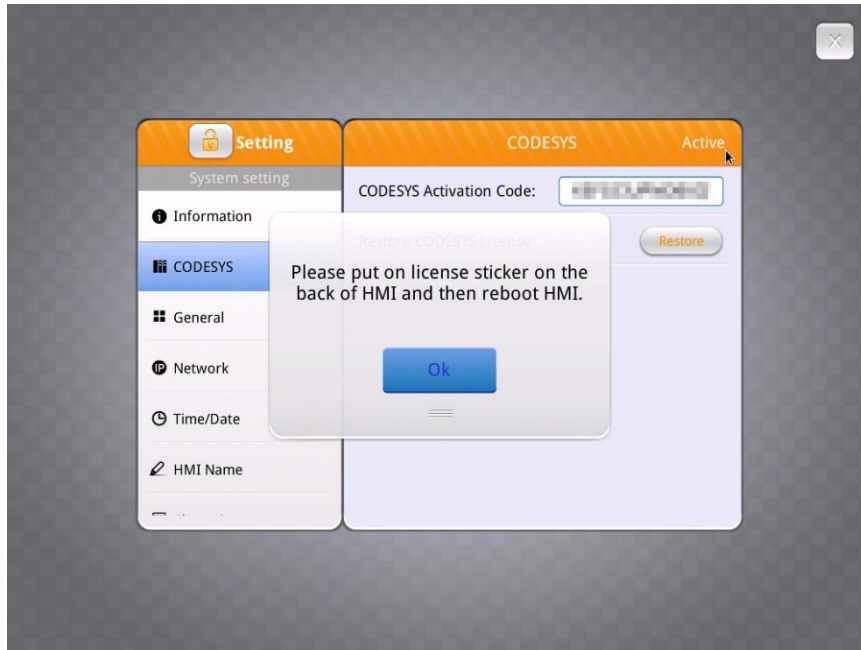 Setting
System setting
Information
CODESYS
General
Network
Time/Date
HMI Name
CODESYS Active
CODESYS Activation Code:
Restore CODESYS License
Restore
Please put on license sticker on the
back of HMI and then reboot HMI.
Ok